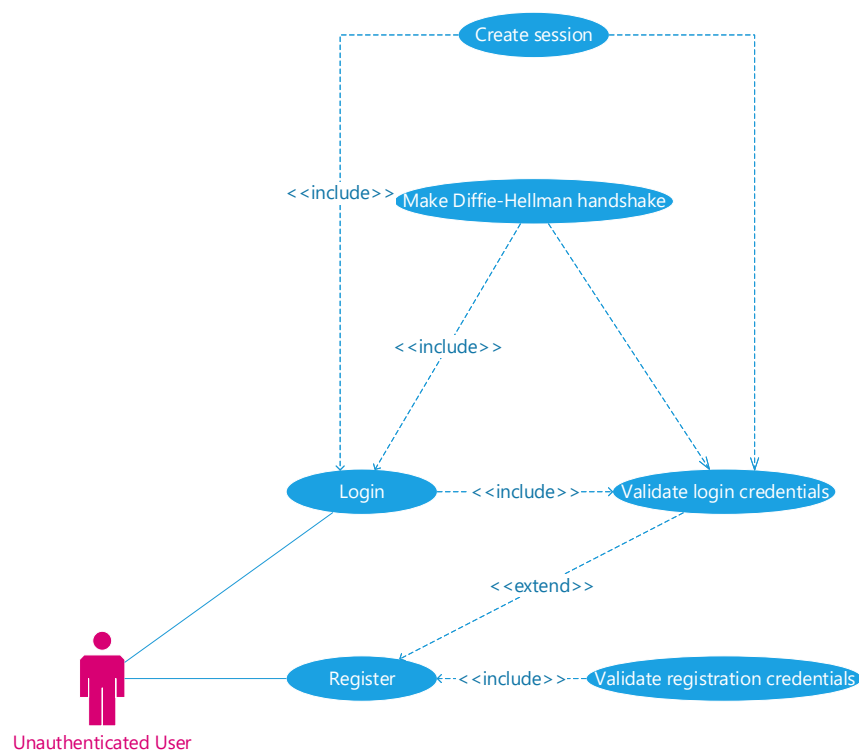 Create session
<<include>>
Make Diffie-Hellman handshake
<<include>>
Login
<<include>>
Validate login credentials
<<extend>>
Register
<<include>>
Validate registration credentials
Unauthenticated User